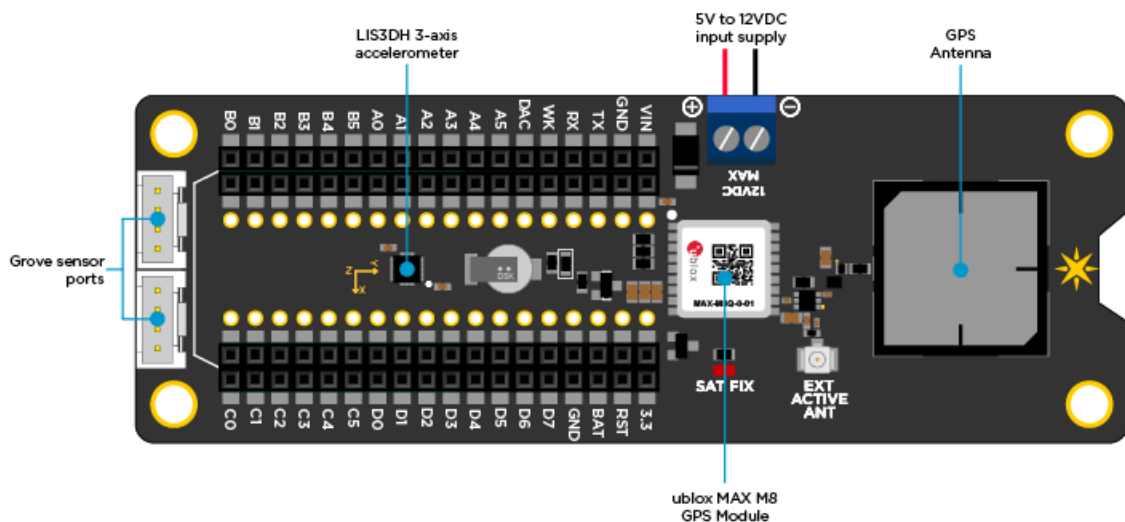 LIS3DH 3-axis
accelerometer
5V to 12VDC
input supply
GPS
Antenna
B0 B1 B2 B3 B4 B5 A0 A1 A2 A3 A4 A5 DAC WK RX TX GND VIN
12VDC
MAX
Grove sensor
ports
Z Y
X
DSK
ublox
MAX-M8Q-0-01
SAT FIX
EXT
ACTIVE
ANT
C0 C1 C2 C3 C4 C5 D0 D1 D2 D3 D4 D5 D6 D7 GND BAT RST 3.3
ublox MAX M8
GPS Module